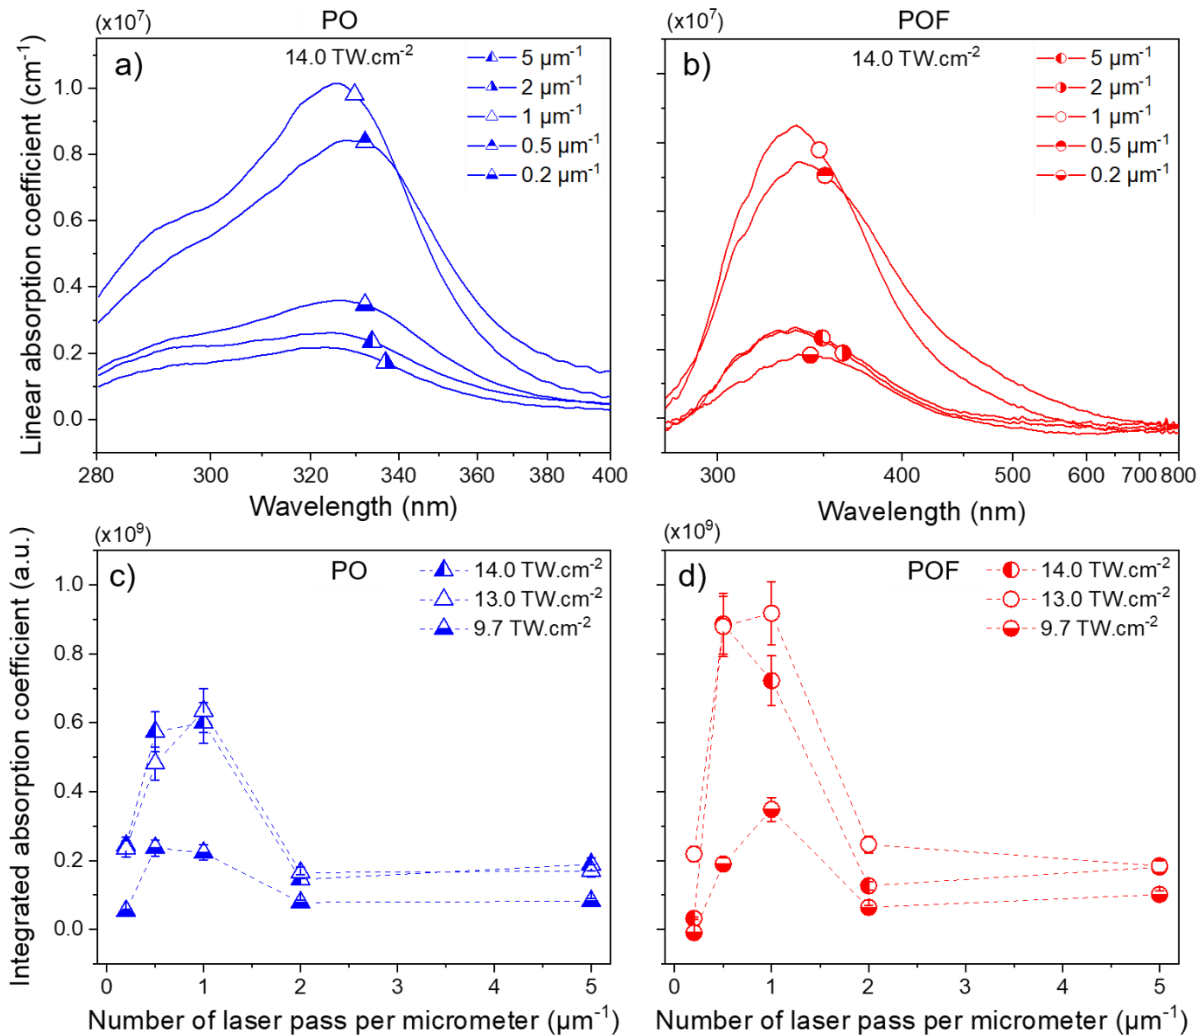 (x10⁷)
PO
a)
14.0 TW.cm⁻²
5 µm⁻¹
2 µm⁻¹
1 µm⁻¹
0.5 µm⁻¹
0.2 µm⁻¹
Linear absorption coefficient (cm⁻¹)
1.0
0.8
0.6
0.4
0.2
0.0
280
300
320
340
360
380
400
Wavelength (nm)
(x10⁷)
POF
b)
14.0 TW.cm⁻²
5 µm⁻¹
2 µm⁻¹
1 µm⁻¹
0.5 µm⁻¹
0.2 µm⁻¹
300
400
500
600
700
800
Wavelength (nm)
(x10⁹)
c)
PO
14.0 TW.cm⁻²
13.0 TW.cm⁻²
9.7 TW.cm⁻²
Integrated absorption coefficient (a.u.)
1.0
0.8
0.6
0.4
0.2
0.0
0
1
2
3
4
5
Number of laser pass per micrometer (µm⁻¹)
(x10⁹)
d)
POF
14.0 TW.cm⁻²
13.0 TW.cm⁻²
9.7 TW.cm⁻²
0
1
2
3
4
5
Number of laser pass per micrometer (µm⁻¹)